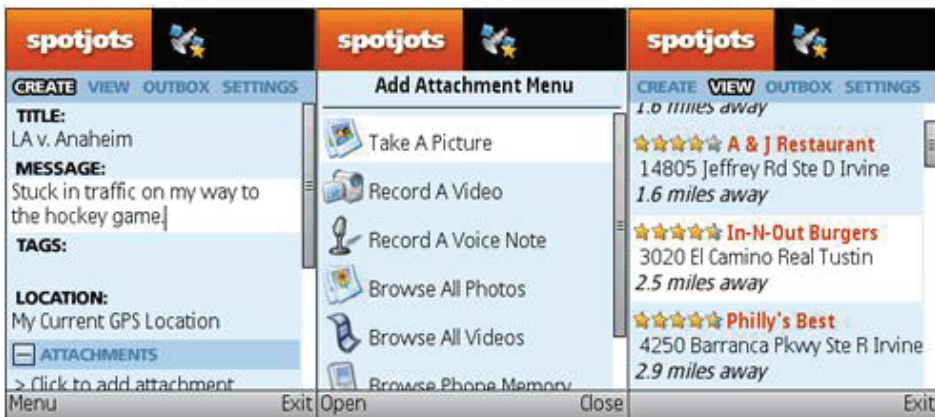 spotjots
CREATE VIEW OUTBOX SETTINGS
TITLE:
LA v. Anaheim
MESSAGE:
Stuck in traffic on my way to
the hockey game.
TAGS:
LOCATION:
My Current GPS Location
ATTACHMENTS
> Click to add attachment
Menu Exit
spotjots
Add Attachment Menu
Take A Picture
Record A Video
Record A Voice Note
Browse All Photos
Browse All Videos
Browse Phone Memory
Open Close
spotjots
CREATE VIEW OUTBOX SETTINGS
1.6 miles away
A & J Restaurant
14805 Jeffrey Rd Ste D Irvine
1.6 miles away
In-N-Out Burgers
3020 El Camino Real Tustin
2.5 miles away
Philly's Best
4250 Barranca Pkwy Ste R Irvine
2.9 miles away
Exit